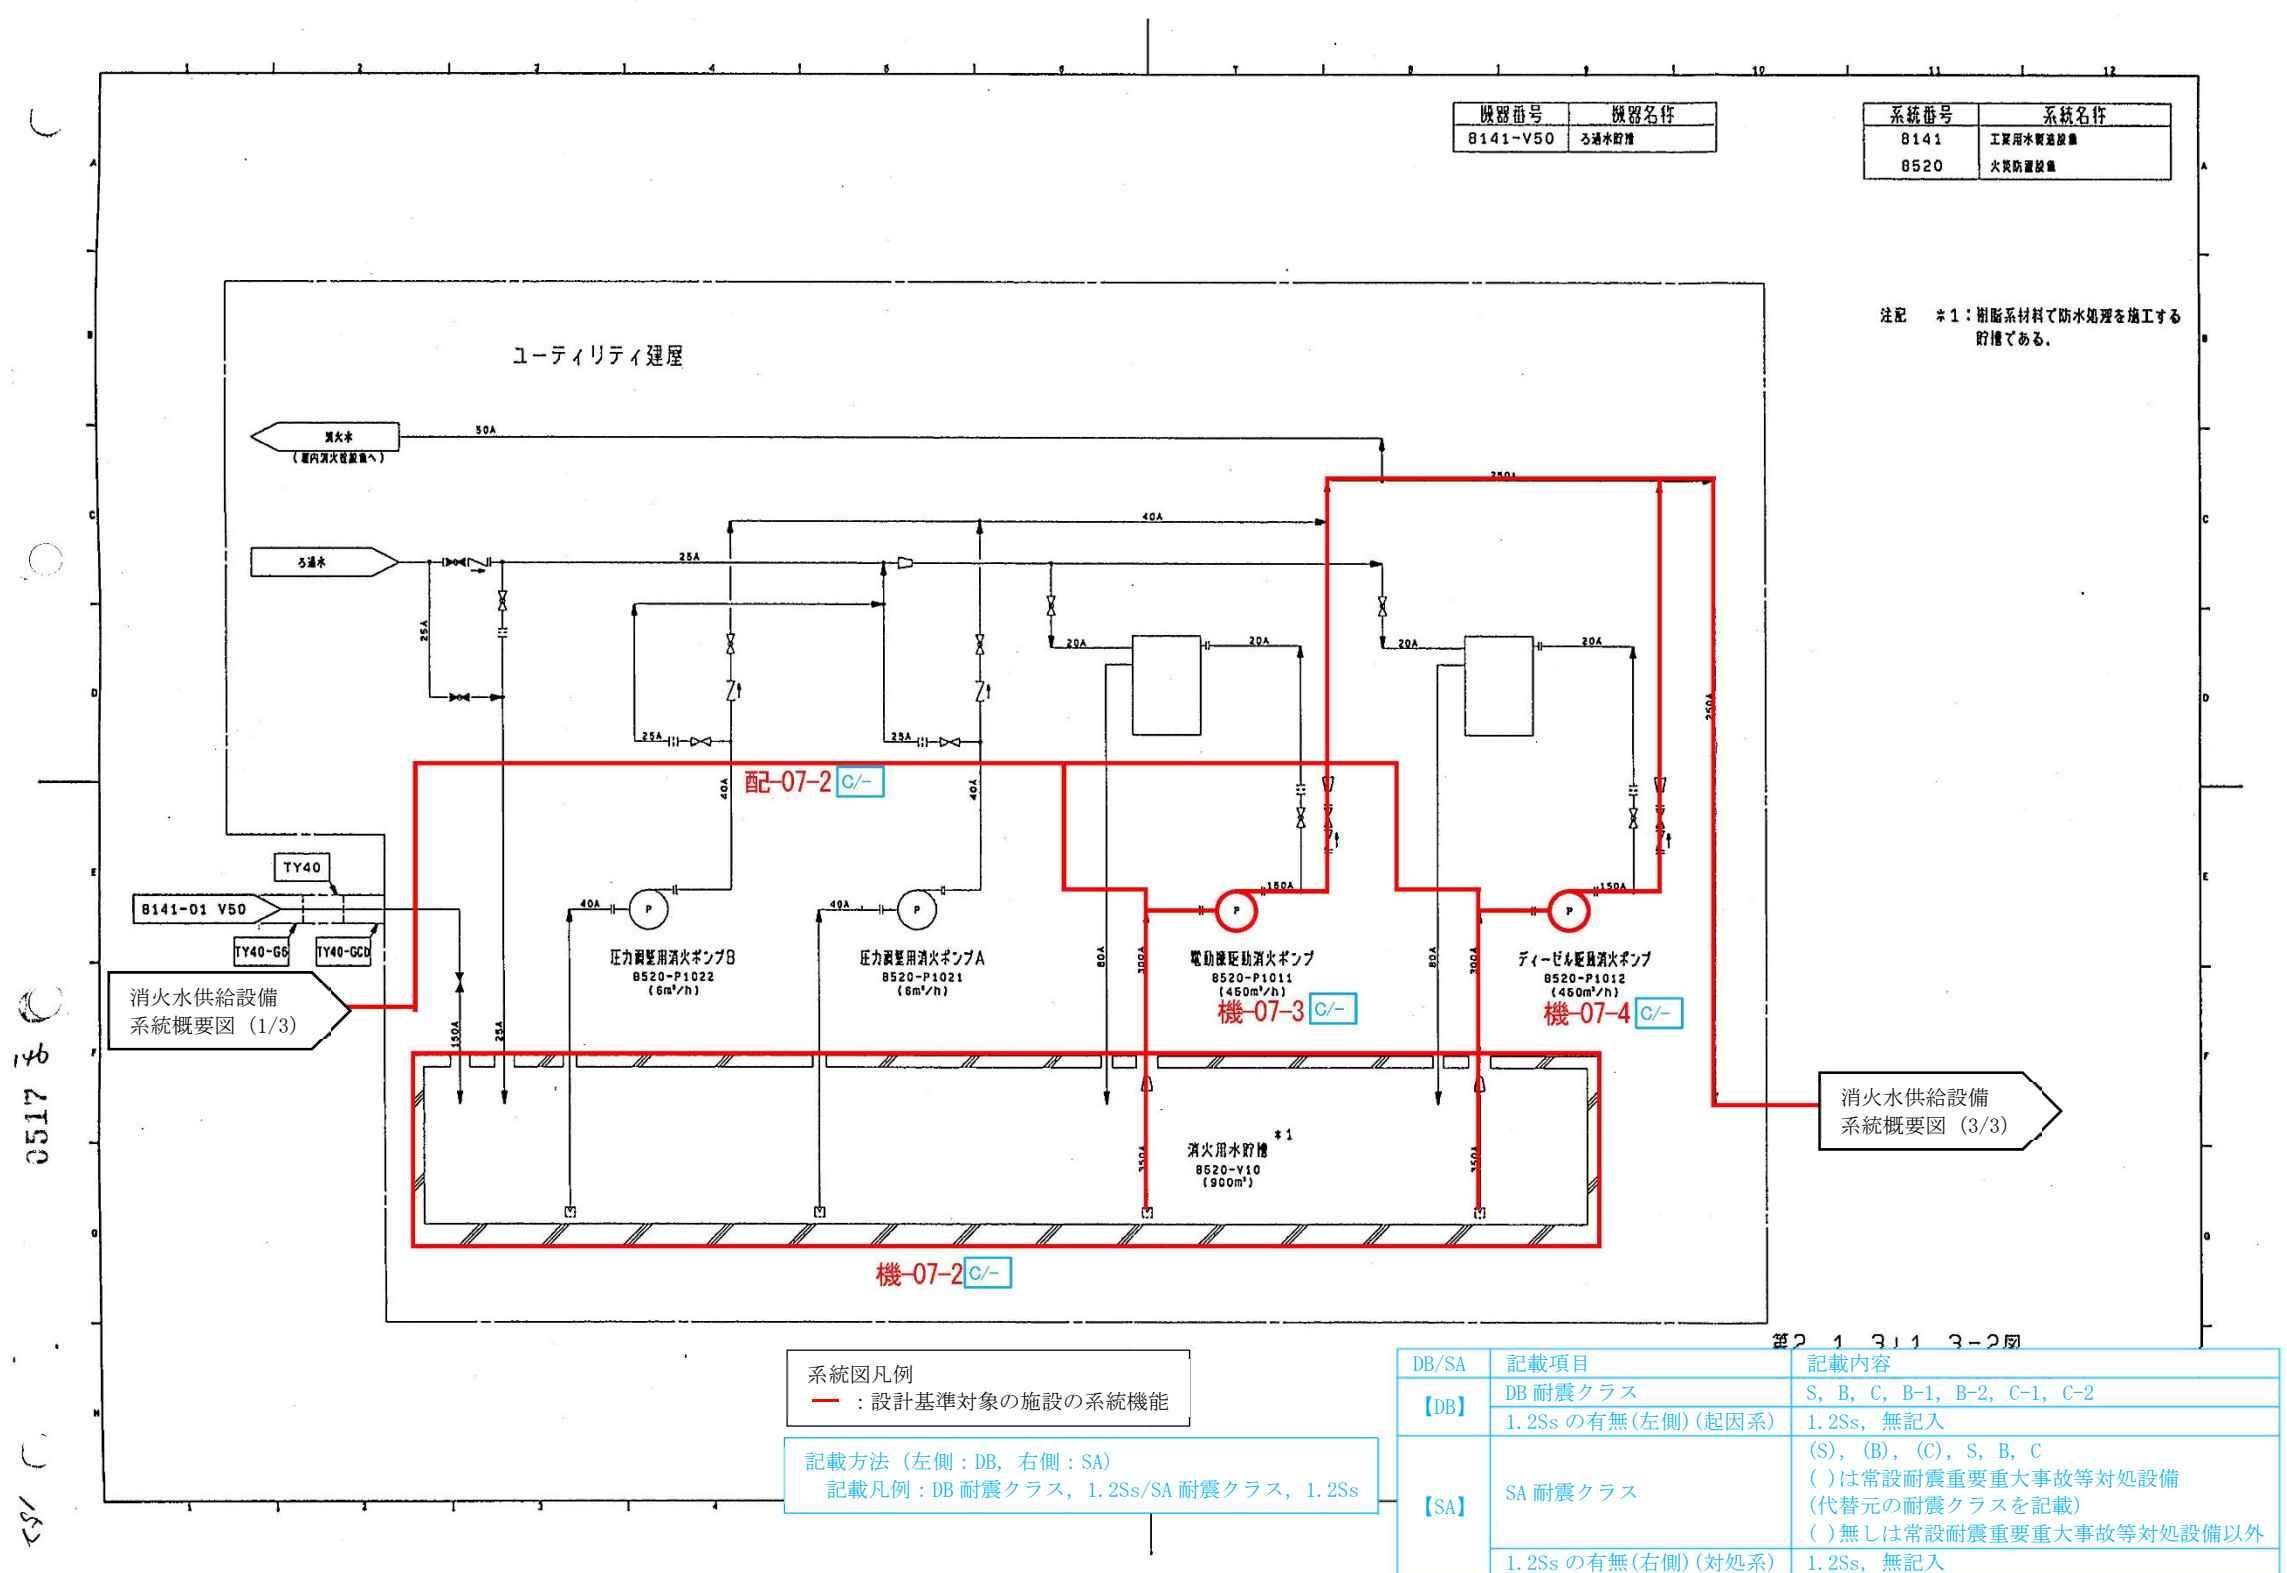 機器番号 機器名称
8141-V50 ろ過水貯槽
系統番号 系統名称
8141 工業用水製造設備
8520 火災防護設備
注記 *1：樹脂系材料で防水処理を施工する
貯槽である。
ユーティリティ建屋
消火水
50A
(屋内消火栓設備へ)
250A
40A
ろ過水
25A
25A
20A
20A
20A
20A
250A
25A
25A
配-07-2 C/-
40A
40A
TY40
8141-01 V50
TY40-G6
TY40-GCD
40A
P
40A
P
150A
P
150A
P
圧力調整用消火ポンプB
8520-P1022
(6m³/h)
圧力調整用消火ポンプA
8520-P1021
(6m³/h)
80A
300A
電動機駆動消火ポンプ
8520-P1011
(450m³/h)
機-07-3 C/-
80A
300A
ディーゼル駆動消火ポンプ
8520-P1012
(450m³/h)
機-07-4 C/-
消火水供給設備
系統概要図 (1/3)
150A
25A
消火水供給設備
系統概要図 (3/3)
350A
消火用水貯槽 *1
8520-V10
(900m³)
350A
機-07-2 C/-
0517
系統図凡例
：設計基準対象の施設の系統機能
記載方法（左側：DB, 右側：SA）
記載凡例：DB 耐震クラス, 1.2Ss/SA 耐震クラス, 1.2Ss
DB/SA 記載項目 記載内容
【DB】 DB 耐震クラス S, B, C, B-1, B-2, C-1, C-2
1.2Ss の有無(左側)(起因系) 1.2Ss, 無記入
【SA】 SA 耐震クラス (S), (B), (C), S, B, C
( )は常設耐震重要重大事故等対処設備
(代替元の耐震クラスを記載)
( )無しは常設耐震重要重大事故等対処設備以外
1.2Ss の有無(右側)(対処系) 1.2Ss, 無記入